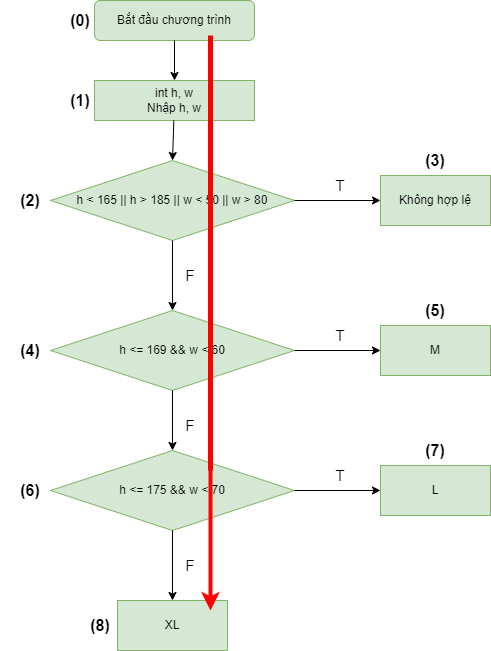 (0)
Bắt đầu chương trình
(1)
int h, w
Nhập h, w
(2)
h < 165 || h > 185 || w < 50 || w > 80
T
(3)
Không hợp lệ
F
(4)
h <= 169 && w < 60
T
(5)
M
F
(6)
h <= 175 && w < 70
T
(7)
L
F
(8)
XL